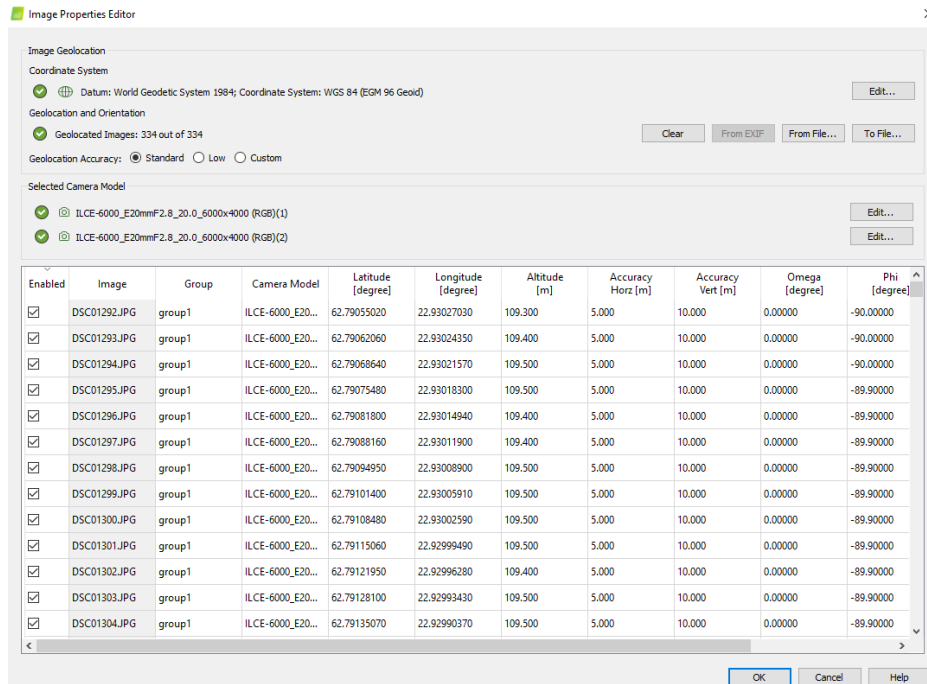 Image Properties Editor
Image Geolocation
Coordinate System
Datum: World Geodetic System 1984; Coordinate System: WGS 84 (EGM 96 Geoid) Edit...
Geolocation and Orientation
Geolocated Images: 334 out of 334 Clear From EXIF From File... To File...
Geolocation Accuracy: Standard Low Custom
Selected Camera Model
ILCE-6000_E20mmF2.8_20.0_6000x4000 (RGB)(1) Edit...
ILCE-6000_E20mmF2.8_20.0_6000x4000 (RGB)(2) Edit...
Enabled Image Group Camera Model Latitude [degree] Longitude [degree] Altitude [m] Accuracy Horz [m] Accuracy Vert [m] Omega [degree] Phi [degree]
DSC01292.JPG group1 ILCE-6000_E20... 62.79055020 22.93027030 109.300 5.000 10.000 0.00000 -90.00000
DSC01293.JPG group1 ILCE-6000_E20... 62.79062060 22.93024350 109.400 5.000 10.000 0.00000 -90.00000
DSC01294.JPG group1 ILCE-6000_E20... 62.79068640 22.93021570 109.500 5.000 10.000 0.00000 -90.00000
DSC01295.JPG group1 ILCE-6000_E20... 62.79075480 22.93018300 109.500 5.000 10.000 0.00000 -89.90000
DSC01296.JPG group1 ILCE-6000_E20... 62.79081800 22.93014940 109.400 5.000 10.000 0.00000 -89.90000
DSC01297.JPG group1 ILCE-6000_E20... 62.79088160 22.93011900 109.400 5.000 10.000 0.00000 -89.90000
DSC01298.JPG group1 ILCE-6000_E20... 62.79094950 22.93008900 109.500 5.000 10.000 0.00000 -89.90000
DSC01299.JPG group1 ILCE-6000_E20... 62.79101400 22.93005910 109.500 5.000 10.000 0.00000 -89.90000
DSC01300.JPG group1 ILCE-6000_E20... 62.79108480 22.93002590 109.500 5.000 10.000 0.00000 -89.90000
DSC01301.JPG group1 ILCE-6000_E20... 62.79115060 22.92999490 109.500 5.000 10.000 0.00000 -89.90000
DSC01302.JPG group1 ILCE-6000_E20... 62.79121950 22.92996280 109.400 5.000 10.000 0.00000 -89.90000
DSC01303.JPG group1 ILCE-6000_E20... 62.79128100 22.92993430 109.500 5.000 10.000 0.00000 -89.90000
DSC01304.JPG group1 ILCE-6000_E20... 62.79135070 22.92990370 109.500 5.000 10.000 0.00000 -89.90000
OK Cancel Help